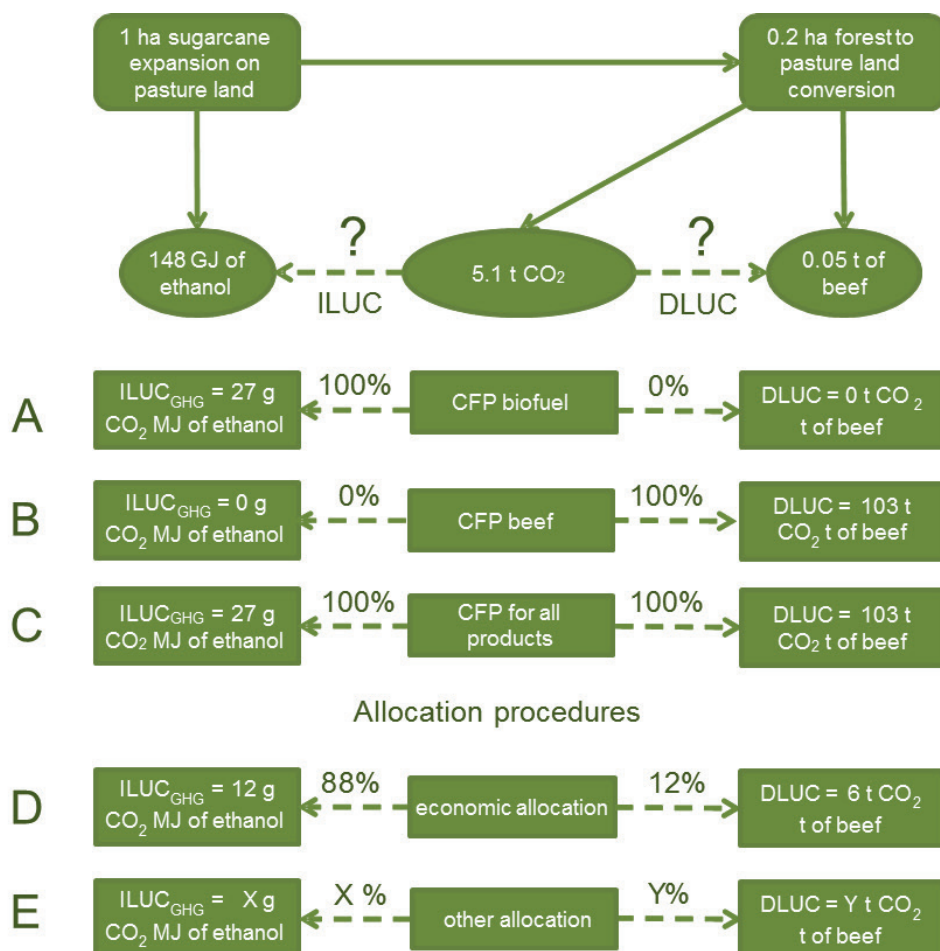 1 ha sugarcane
expansion on
pasture land
0.2 ha forest to
pasture land
conversion
?
?
148 GJ of
ethanol
5.1 t CO₂
0.05 t of
beef
ILUC
DLUC
A
ILUC_GHG = 27 g
CO₂ MJ of ethanol
100%
CFP biofuel
0%
DLUC = 0 t CO₂
t of beef
B
ILUC_GHG = 0 g
CO₂ MJ of ethanol
0%
CFP beef
100%
DLUC = 103 t
CO₂ t of beef
C
ILUC_GHG = 27 g
CO₂ MJ of ethanol
100%
CFP for all
products
100%
DLUC = 103 t
CO₂ t of beef
Allocation procedures
D
ILUC_GHG = 12 g
CO₂ MJ of ethanol
88%
economic allocation
12%
DLUC = 6 t CO₂
t of beef
E
ILUC_GHG = X g
CO₂ MJ of ethanol
X %
other allocation
Y%
DLUC = Y t CO₂
t of beef